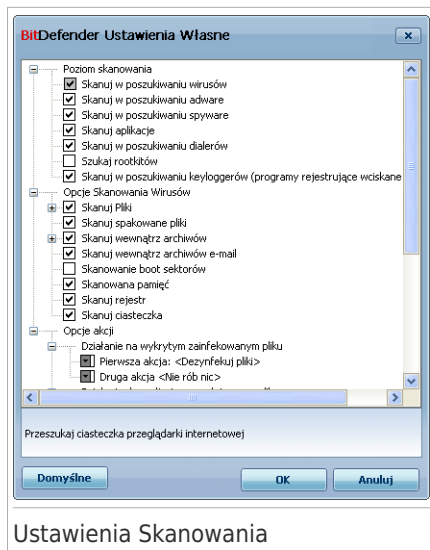 BitDefender Ustawienia Własne
Poziom skanowania
Skanuj w poszukiwaniu wirusów
Skanuj w poszukiwaniu adware
Skanuj w poszukiwaniu spyware
Skanuj aplikacje
Skanuj w poszukiwaniu dialerów
Szukaj rootkitów
Skanuj w poszukiwaniu keyloggerów (programy rejestrujące wciskane
Opcje Skanowania Wirusów
Skanuj Pliki
Skanuj spakowane pliki
Skanuj wewnątrz archiwów
Skanuj wewnątrz archiwów e-mail
Skanowanie boot sektorów
Skanowana pamięć
Skanuj rejestr
Skanuj ciasteczka
Opcje akcji
Działanie na wykrytym zainfekowanym pliku
Pierwsza akcja: <Dezynfekuj pliki>
Druga akcja <Nie rób nic>
Przeszukaj ciasteczka przeglądarki internetowej
Domyślne OK Anuluj
Ustawienia Skanowania